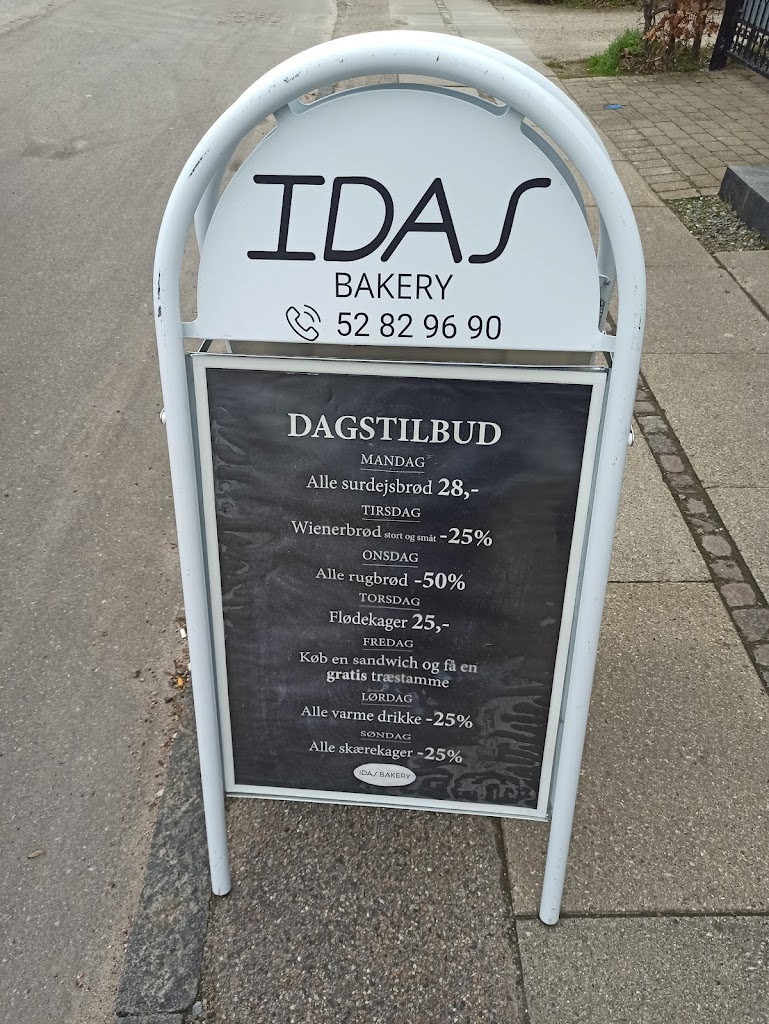 IDAS
BAKERY
52 82 96 90
DAGSTILBUD
MANDAG
Alle surdejsbrød 28,-
TIRSDAG
Wienerbrød stort og småt -25%
ONSDAG
Alle rugbrød -50%
TORSDAG
Flødekager 25,-
FREDAG
Køb en sandwich og få en
gratis træstamme
LØRDAG
Alle varme drikke -25%
SØNDAG
Alle skærekager -25%
IDAS BAKERY